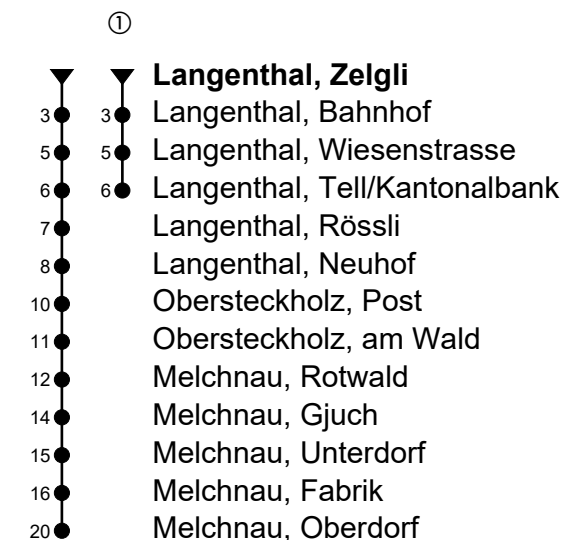 ①
Langenthal, Zelgli
3 3 Langenthal, Bahnhof
5 5 Langenthal, Wiesenstrasse
6 6 Langenthal, Tell/Kantonalbank
7 Langenthal, Rössli
8 Langenthal, Neuhof
10 Obersteckholz, Post
11 Obersteckholz, am Wald
12 Melchnau, Rotwald
14 Melchnau, Gjuch
15 Melchnau, Unterdorf
16 Melchnau, Fabrik
20 Melchnau, Oberdorf